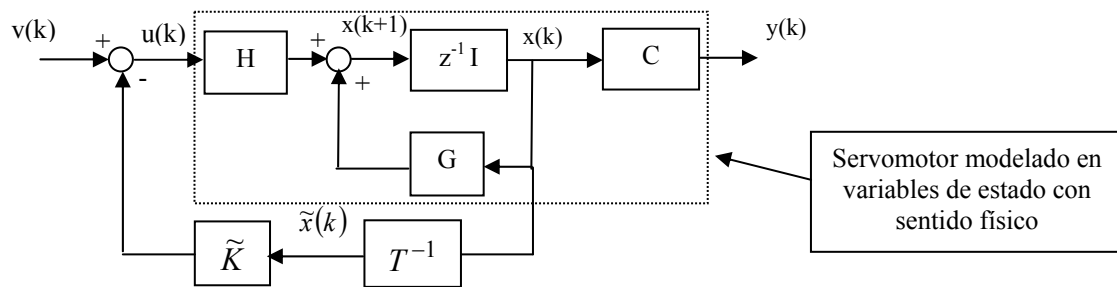 v(k)
+
-
u(k)
H
+
+
x(k+1)
z⁻¹ I
x(k)
C
y(k)
G
x̃(k)
K̃
T⁻¹
Servomotor modelado en
variables de estado con
sentido físico